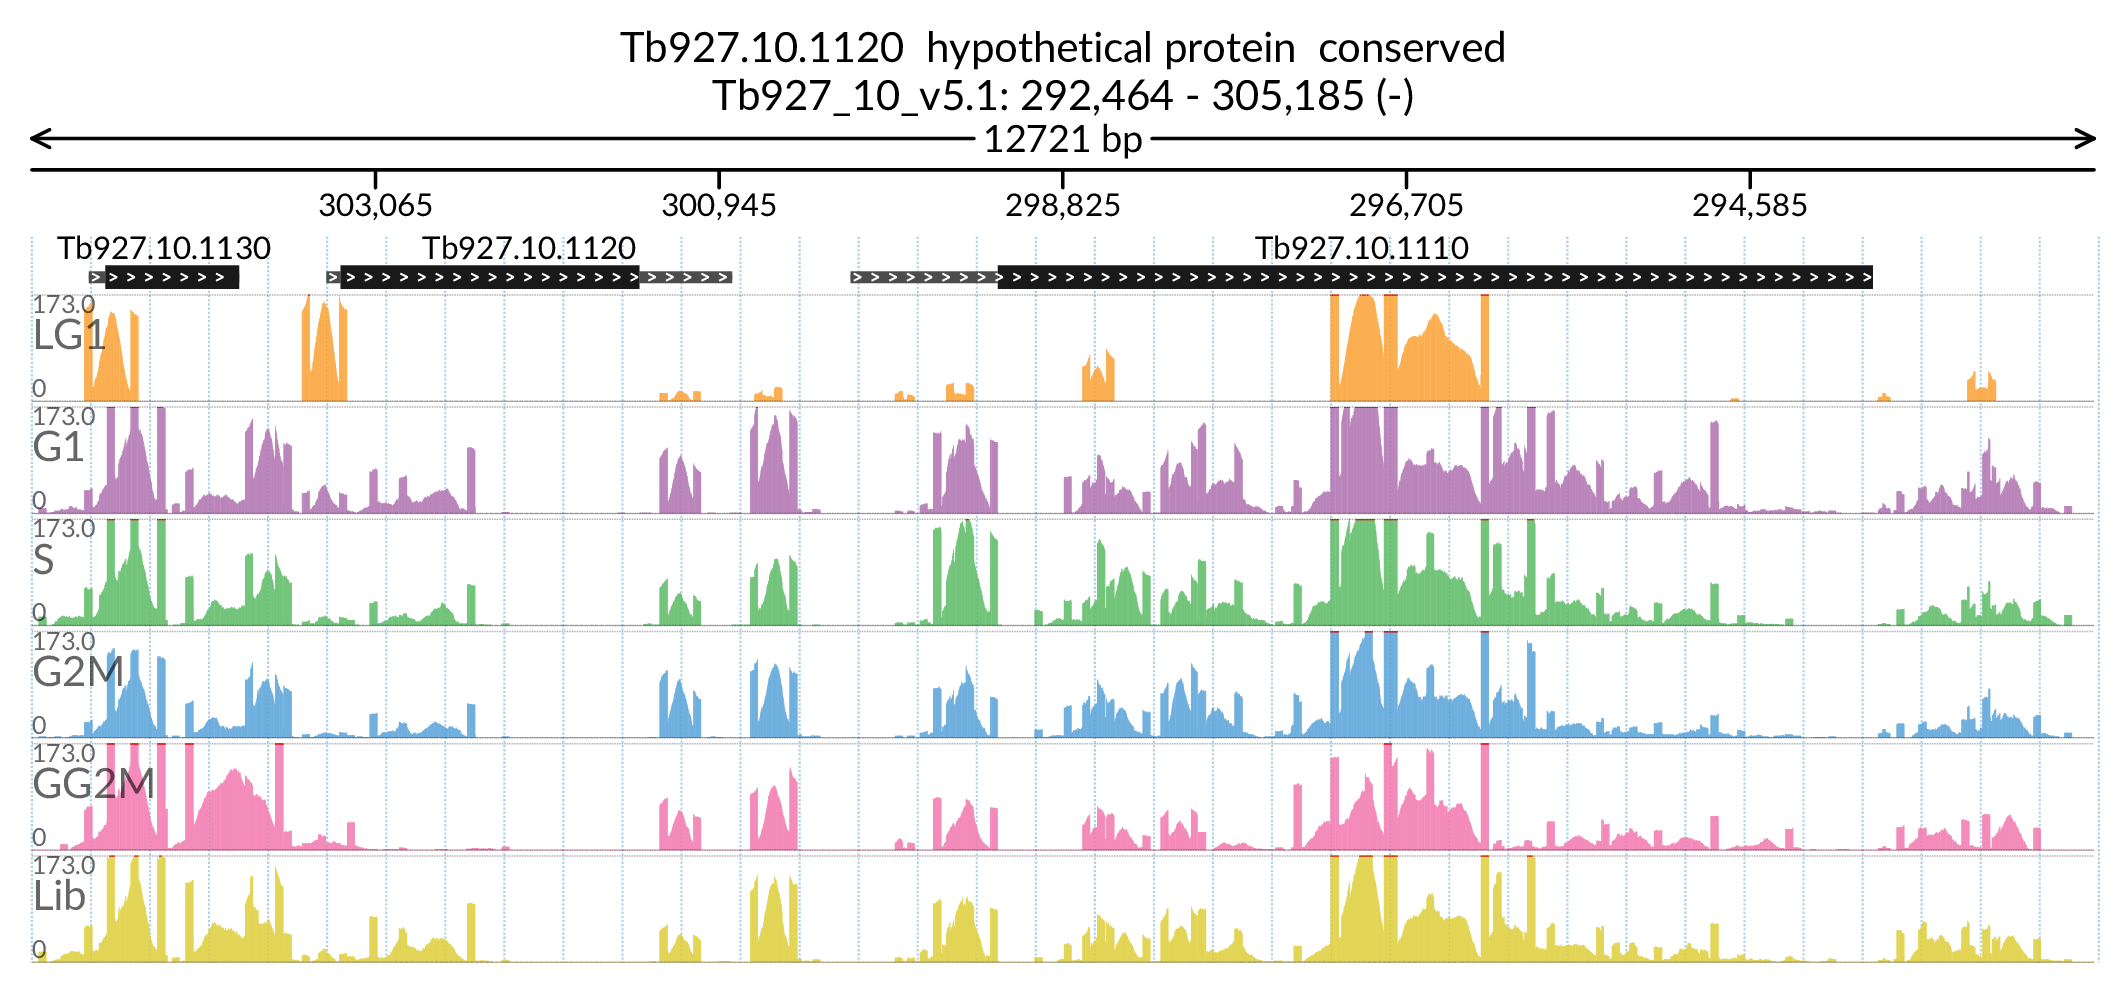 Tb927.10.1120  hypothetical protein  conserved
Tb927_10_v5.1: 292,464 - 305,185 (-)
12721 bp
303,065 300,945 298,825 296,705 294,585
Tb927.10.1130 Tb927.10.1120 Tb927.10.1110
173.0
LG1
0
173.0
G1
0
173.0
S
0
173.0
G2M
0
173.0
GG2M
0
173.0
Lib
0